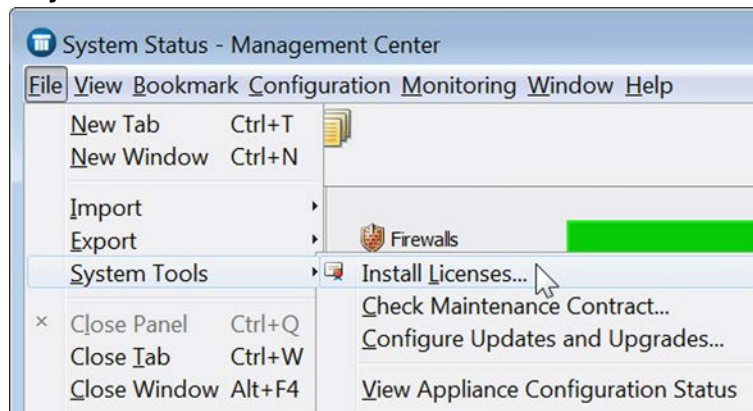 System Status - Management Center
File View Bookmark Configuration Monitoring Window Help
New Tab Ctrl+T
New Window Ctrl+N
Import
Export
Firewalls
System Tools
Install Licenses...
Check Maintenance Contract...
Configure Updates and Upgrades...
View Appliance Configuration Status
Close Panel Ctrl+Q
Close Tab Ctrl+W
Close Window Alt+F4